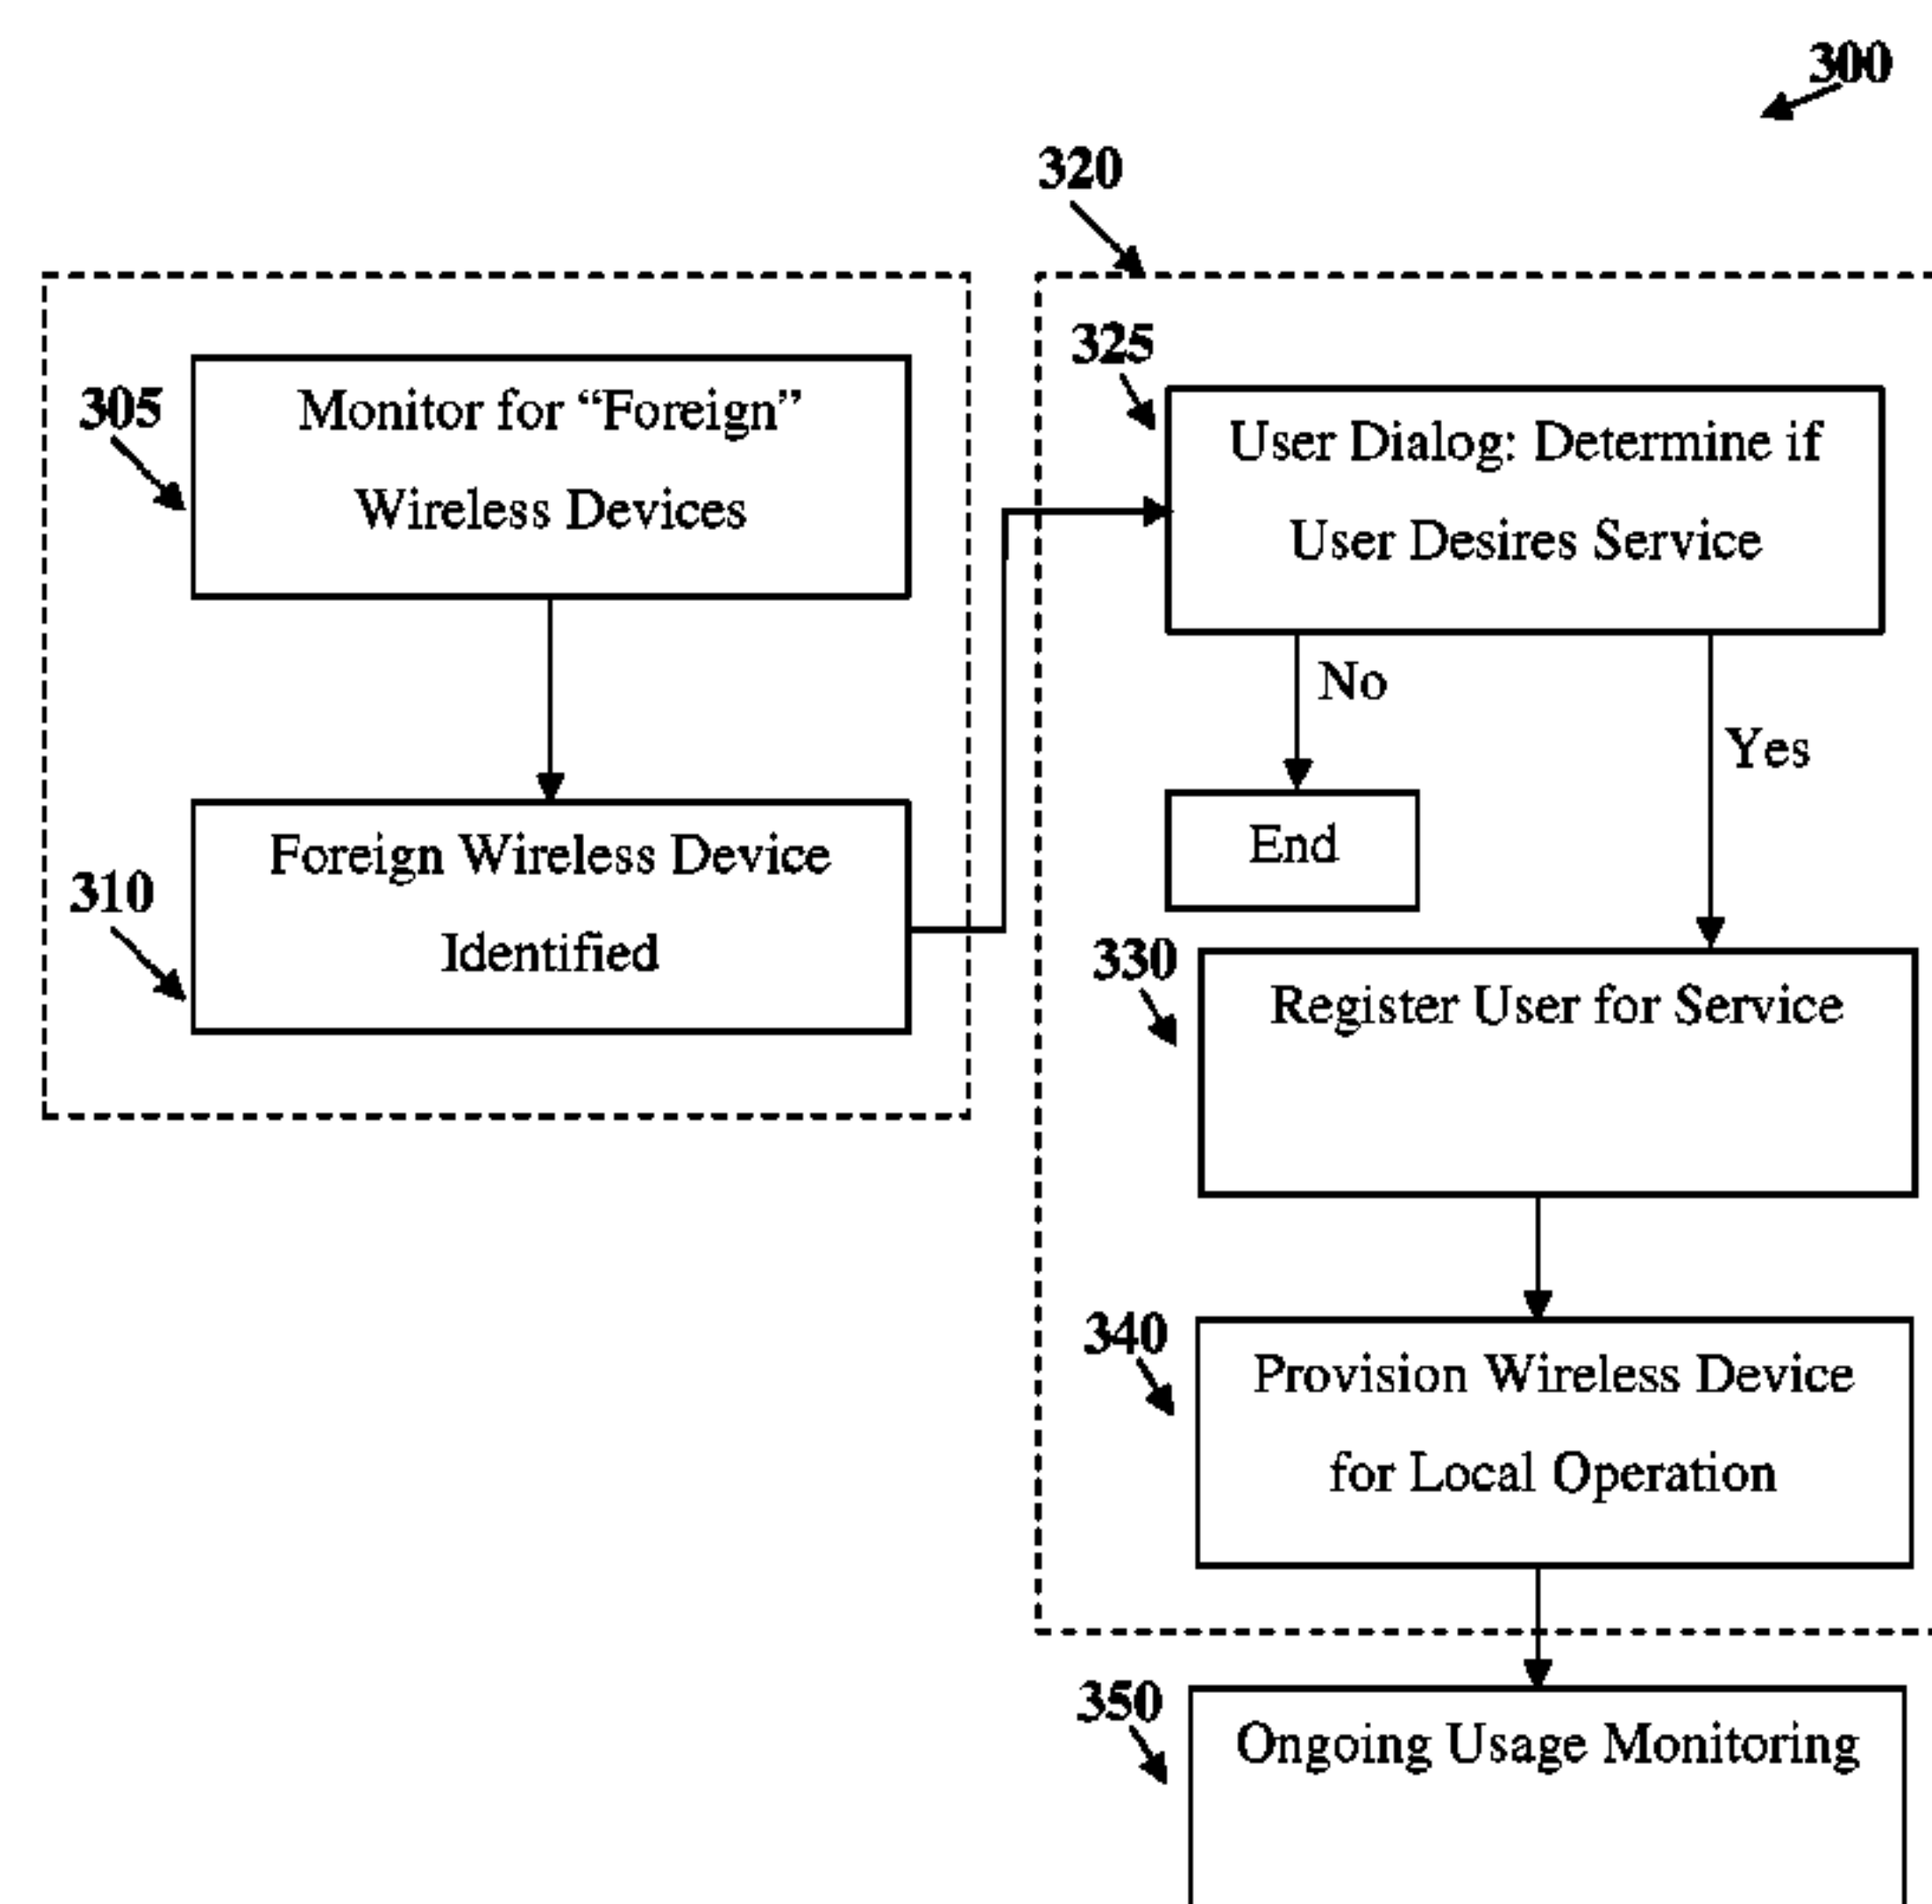 300
320
305
Monitor for “Foreign”
Wireless Devices
310
Foreign Wireless Device
Identified
325
User Dialog: Determine if
User Desires Service
No
Yes
End
330
Register User for Service
340
Provision Wireless Device
for Local Operation
350
Ongoing Usage Monitoring